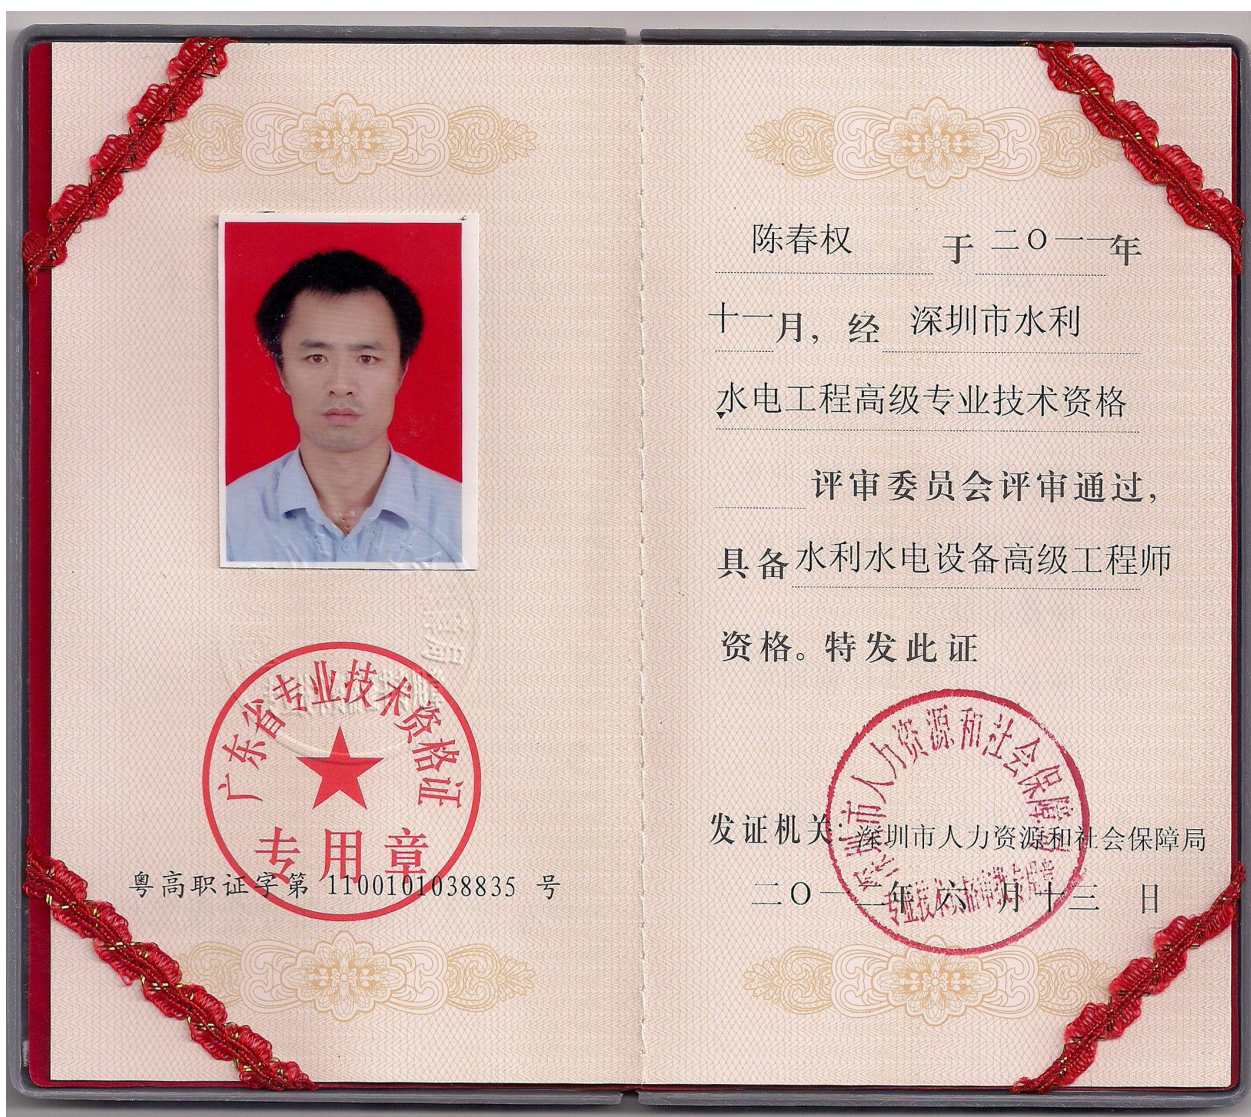 广东省专业技术资格证
专用章
粤高职证字第 1100101038835 号
陈春权 于 二〇一一年
十一月，经 深圳市水利
水电工程高级专业技术资格
评审委员会评审通过，
具备 水利水电设备高级工程师
资格。特发此证
深圳市人力资源和社会保障局
发证机关：深圳市人力资源和社会保障局
二〇一二年 六 月 十三 日